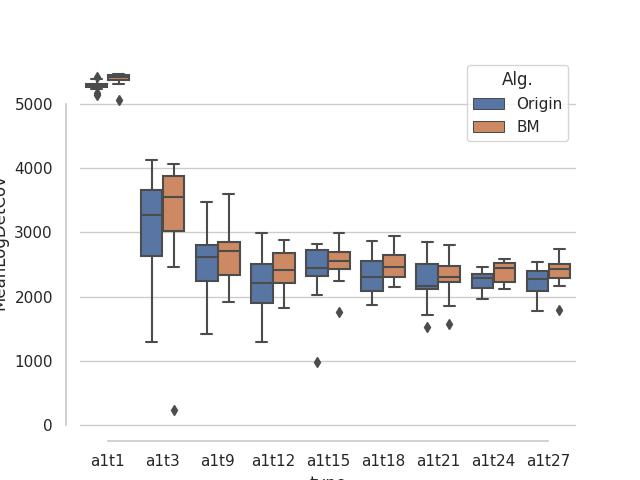 Alg.
Origin
BM
MeanLogDetCov
5000
4000
3000
2000
1000
0
a1t1 a1t3 a1t9 a1t12 a1t15 a1t18 a1t21 a1t24 a1t27
type